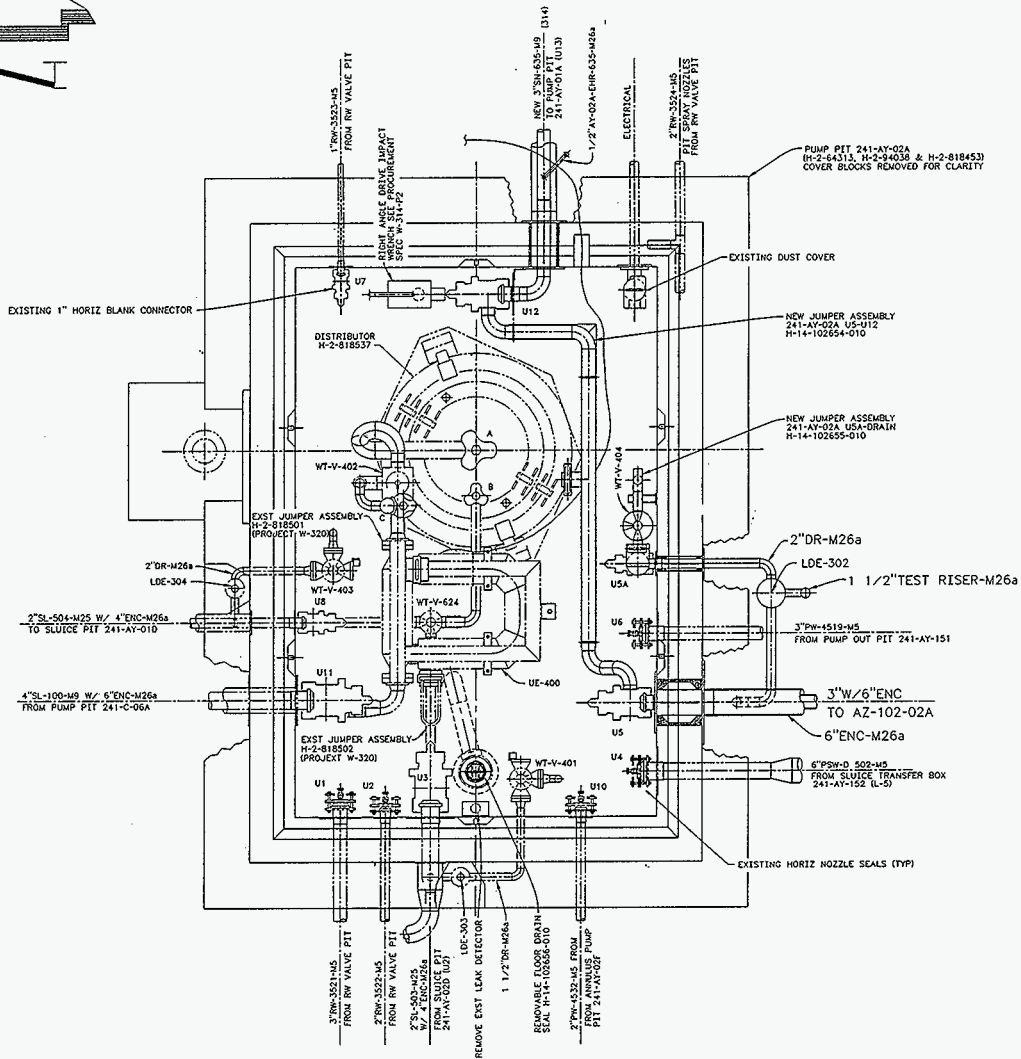 1"RW-3523-M5
FROM RW VALVE PIT
RIGHT ANGLE DRIVE IMPACT
WRENCH SEE PROCUREMENT
SPEC W-314-P2
NEW 3"SN-635-M9 (314)
TO PUMP PIT
241-AY-01A (U13)
1/2"AY-02A-EHR-635-M26a
ELECTRICAL
2"RW-3524-M5
PIT SPRAY NOZZLES
FROM RW VALVE PIT
PUMP PIT 241-AY-02A
(H-2-64313, H-2-94038 & H-2-818453)
COVER BLOCKS REMOVED FOR CLARITY
EXISTING DUST COVER
EXISTING 1" HORIZ BLANK CONNECTOR
U7
U12
NEW JUMPER ASSEMBLY
241-AY-02A U5-U12
H-14-102654-010
DISTRIBUTOR
H-2-818537
NEW JUMPER ASSEMBLY
241-AY-02A U5A-DRAIN
H-14-102655-010
A
WT-V-402
WT-V-404
B
C
EXST JUMPER ASSEMBLY
H-2-818501
(PROJECT W-320)
2"DR-M26a
LDE-304
WT-V-403
2"DR-M26a
LDE-302
1 1/2"TEST RISER-M26a
U5A
U8
WT-V-624
U6
2"SL-504-M25 W/ 4"ENC-M26a
TO SLUICE PIT 241-AY-01D
3"PW-4519-M5
FROM PUMP OUT PIT 241-AY-151
U11
UE-400
4"SL-100-M9 W/ 6"ENC-M26a
FROM PUMP PIT 241-C-06A
3"W/6"ENC
TO AZ-102-02A
6"ENC-M26a
U5
EXST JUMPER ASSEMBLY
H-2-818502
(PROJEXT W-320)
U4
WT-V-401
6"PSW-D 502-M5
FROM SLUICE TRANSFER BOX
241-AY-152 (L-5)
U1
U2
U3
U10
EXISTING HORIZ NOZZLE SEALS (TYP)
3"RW-3521-M5
FROM RW VALVE PIT
2"RW-3522-M5
FROM RW VALVE PIT
2"SL-503-M25
W/ 4"ENC-M26a
FROM SLUICE PIT
241-AY-02D (U2)
LDE-303
REMOVE EXST LEAK DETECTOR
1 1/2"DR-M26a
REMOVABLE FLOOR DRAIN
SEAL H-14-102656-010
2"PW-4532-M5 FROM
FROM ANNULUS PUMP
PIT 241-AY-02F